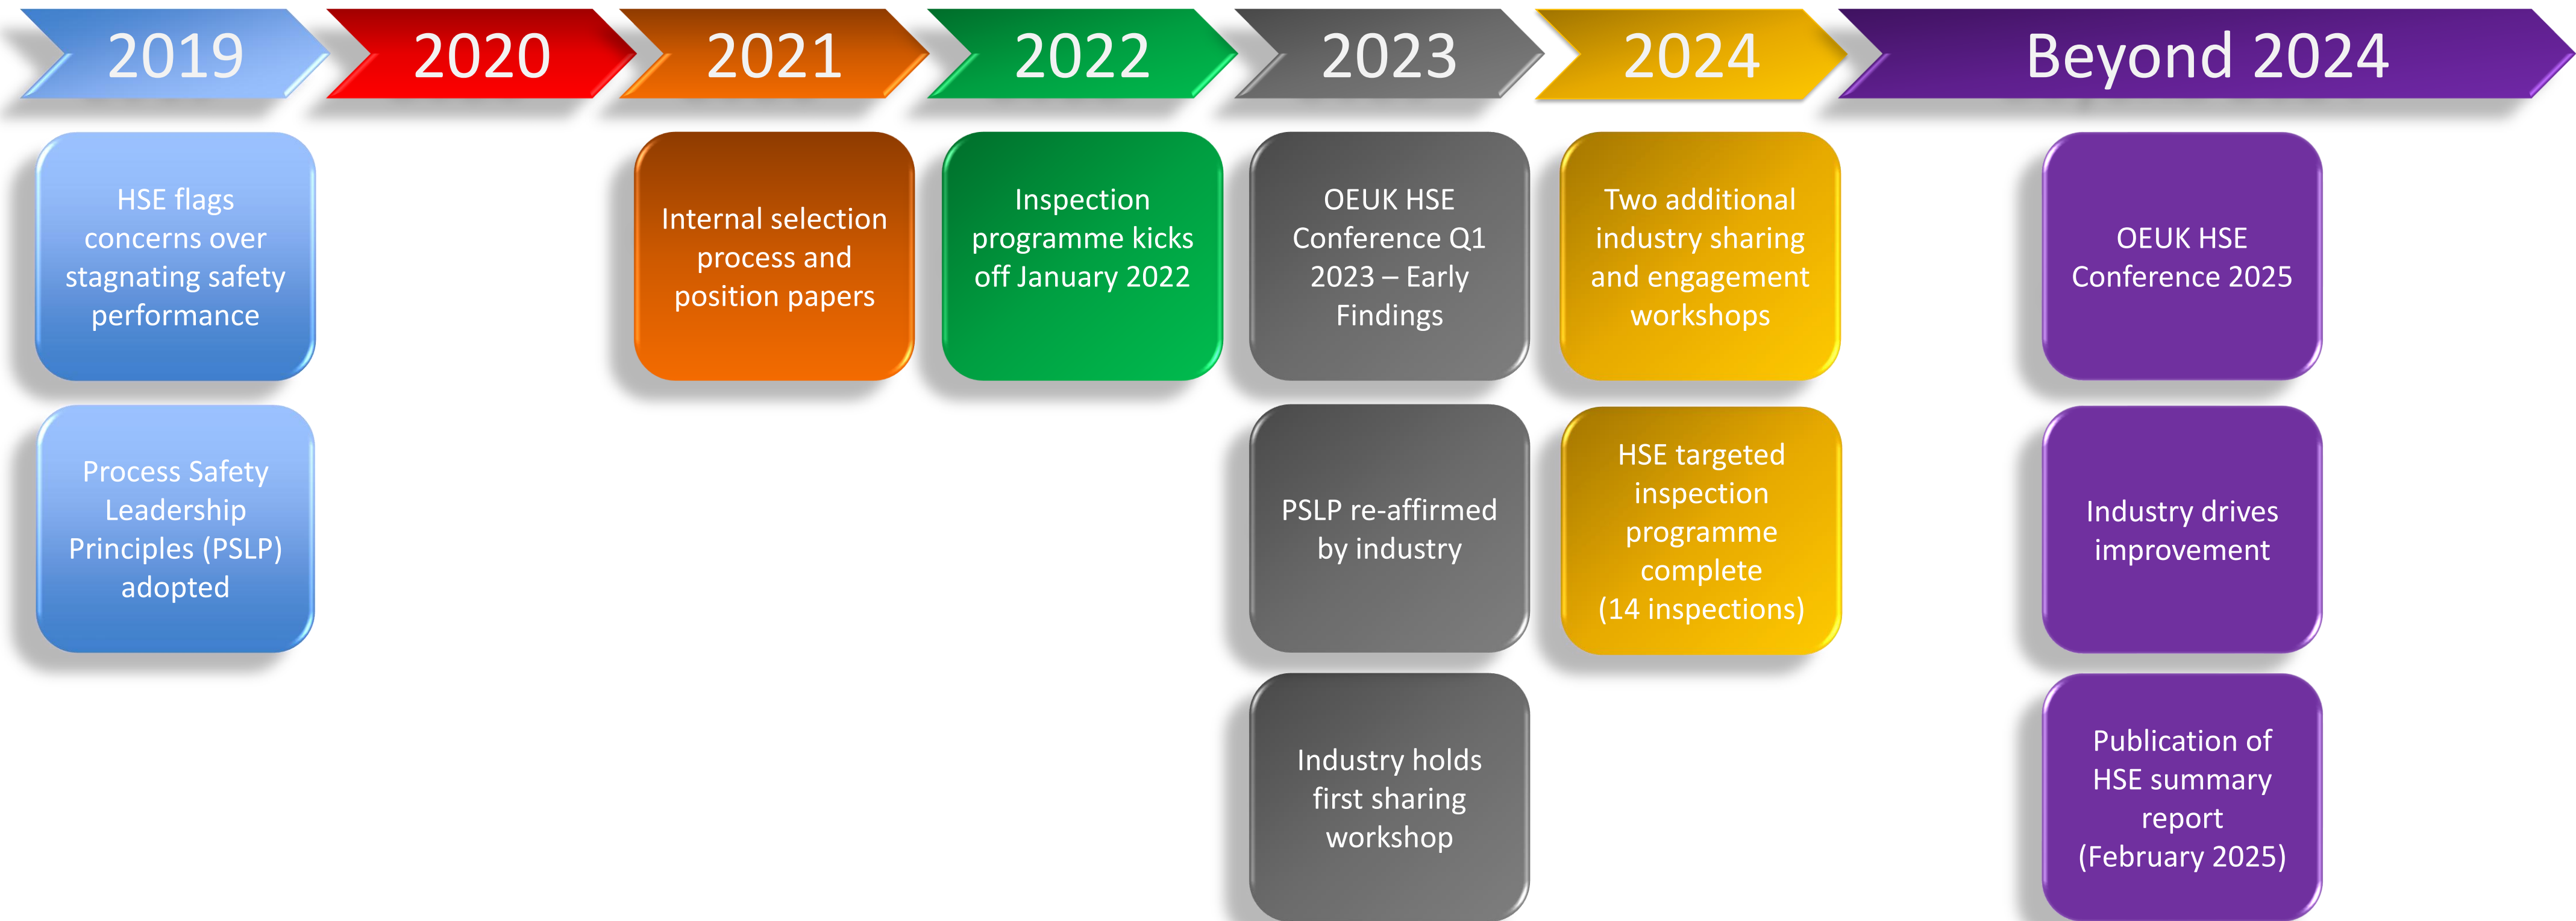 2019
2020
2021
2022
2023
2024
Beyond 2024
HSE flags
concerns over
stagnating safety
performance
Process Safety
Leadership
Principles (PSLP)
adopted
Internal selection
process and
position papers
Inspection
programme kicks
off January 2022
OEUK HSE
Conference Q1
2023 – Early
Findings
PSLP re-affirmed
by industry
Industry holds
first sharing
workshop
Two additional
industry sharing
and engagement
workshops
HSE targeted
inspection
programme
complete
(14 inspections)
OEUK HSE
Conference 2025
Industry drives
improvement
Publication of
HSE summary
report
(February 2025)